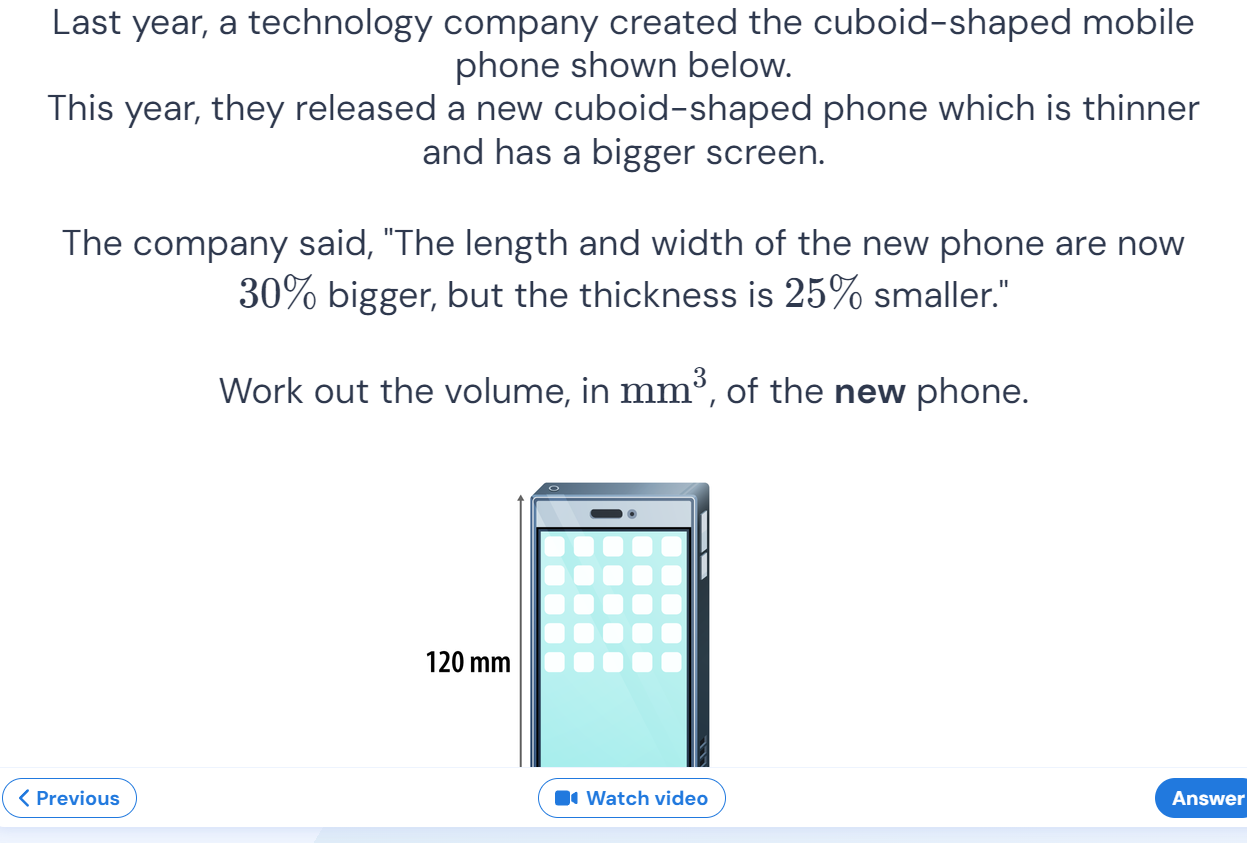 Last year, a technology company created the cuboid-shaped mobile
phone shown below.
This year, they released a new cuboid-shaped phone which is thinner
and has a bigger screen.
The company said, "The length and width of the new phone are now
30% bigger, but the thickness is 25% smaller."
Work out the volume, in mm³, of the new phone.
120 mm
Previous
Watch video
Answer